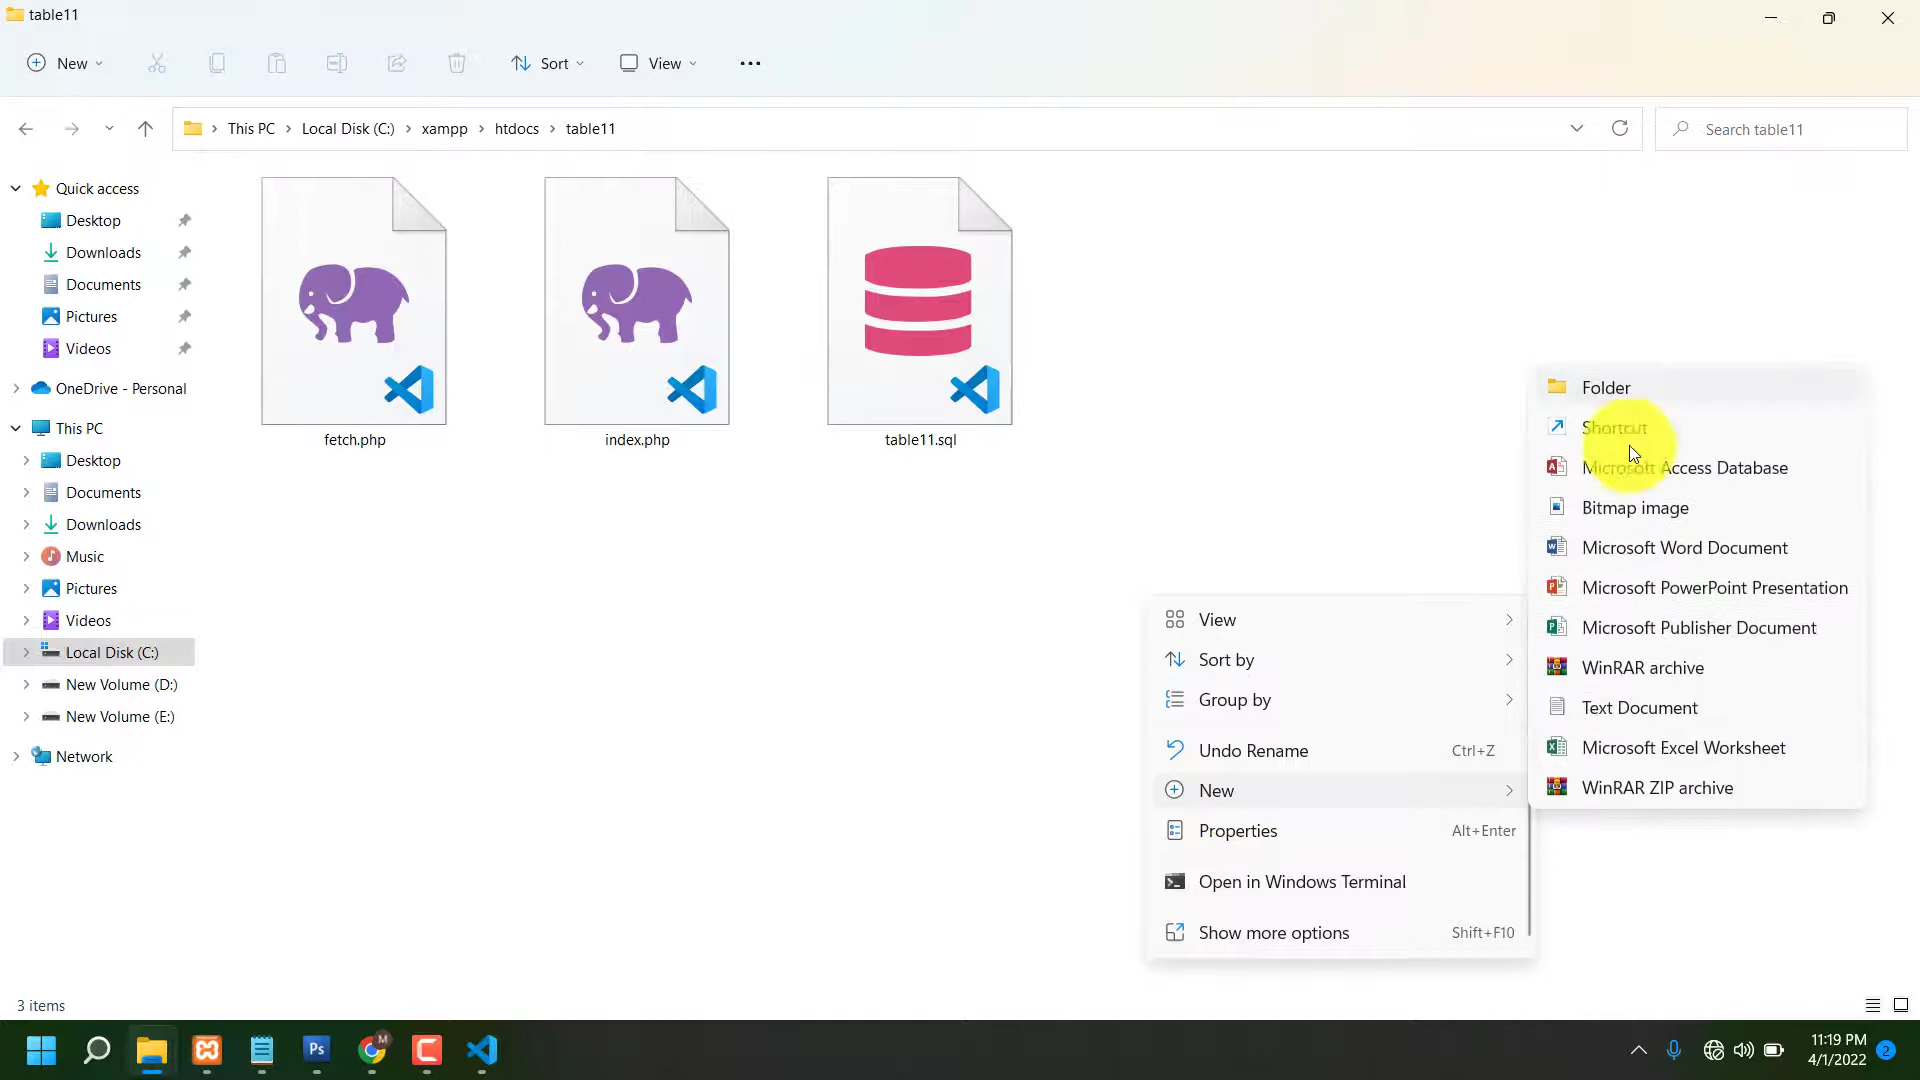 table11
New
Sort
View
This PC
Local Disk (C:)
xampp
htdocs
table11
Search table11
Quick access
Desktop
Downloads
Documents
Pictures
Videos
OneDrive - Personal
This PC
Desktop
Documents
Downloads
Music
Pictures
Videos
Local Disk (C:)
New Volume (D:)
New Volume (E:)
Network
fetch.php
index.php
table11.sql
View
Sort by
Group by
Undo Rename Ctrl+Z
New
Properties Alt+Enter
Open in Windows Terminal
Show more options Shift+F10
Folder
Shortcut
Microsoft Access Database
Bitmap image
Microsoft Word Document
Microsoft PowerPoint Presentation
Microsoft Publisher Document
WinRAR archive
Text Document
Microsoft Excel Worksheet
WinRAR ZIP archive
3 items
Ps
M
11:19 PM
4/1/2022
2